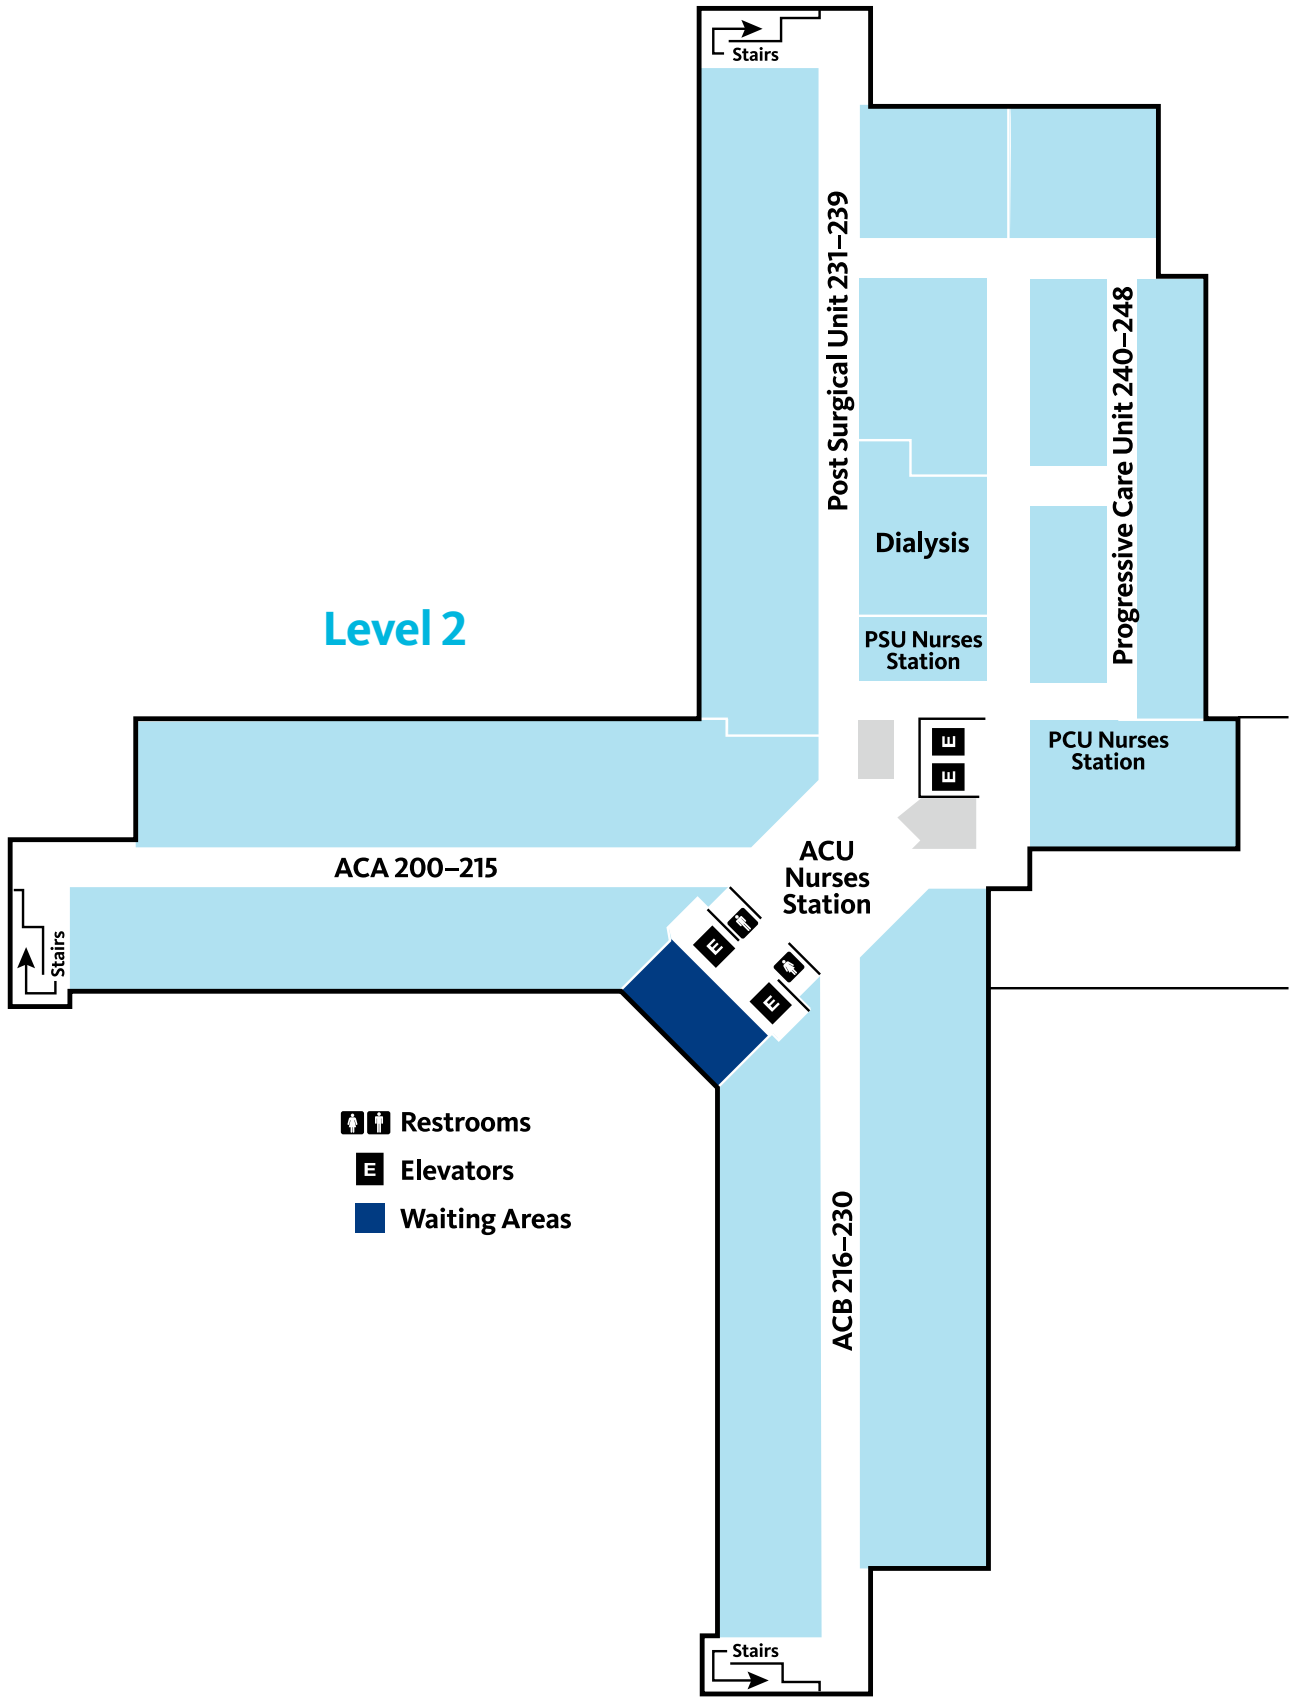 Stairs
Post Surgical Unit 231–239
Progressive Care Unit 240–248
Dialysis
Level 2
PSU Nurses
Station
E
E
PCU Nurses
Station
ACA 200–215
ACU
Nurses
Station
Stairs
E
E
Restrooms
E Elevators
Waiting Areas
ACB 216–230
Stairs